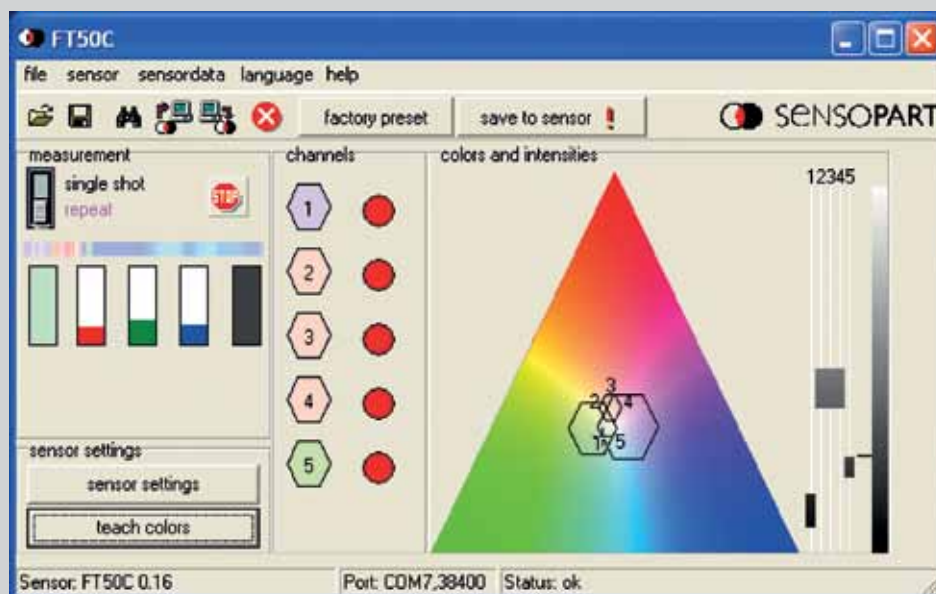 FT50C
file sensor sensordata language help
factory preset save to sensor ! SENSOPART
measurement channels colors and intensities
single shot
repeat
STOP
12345
1
2
3
4
5
3
2 4
1 5
sensor settings
sensor settings
teach colors
Sensor: FT50C 0.16 Port: COM7,38400 Status: ok